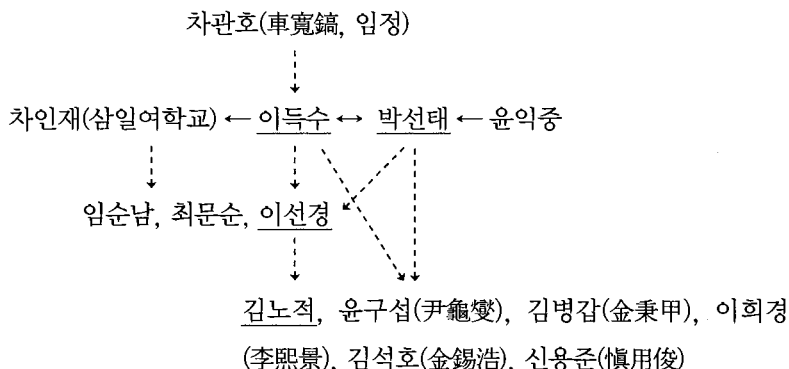 차관호(車寬鎬, 임정)
차인재(삼일여학교) ← 이득수 ↔ 박선태 ← 윤익중
임순남, 최문순, 이선경
김노적, 윤구섭(尹龜燮), 김병갑(金秉甲), 이희경
(李熙景), 김석호(金錫浩), 신용준(愼用俊)